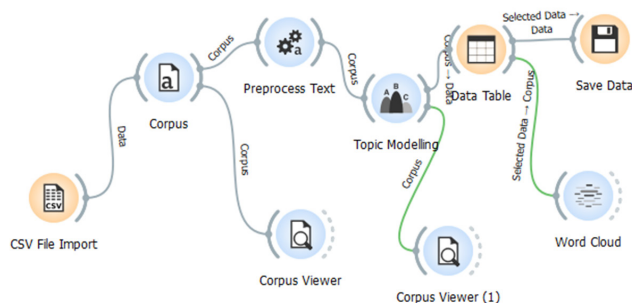 Selected Data → Data
Corpus
Corpus → Data
Save Data
Data Table
Preprocess Text
Corpus
Corpus
Topic Modelling
Data
Corpus
Corpus
Selected Data → Corpus
CSV
CSV File Import
Corpus Viewer
Corpus Viewer (1)
Word Cloud
a
a
A
B
C